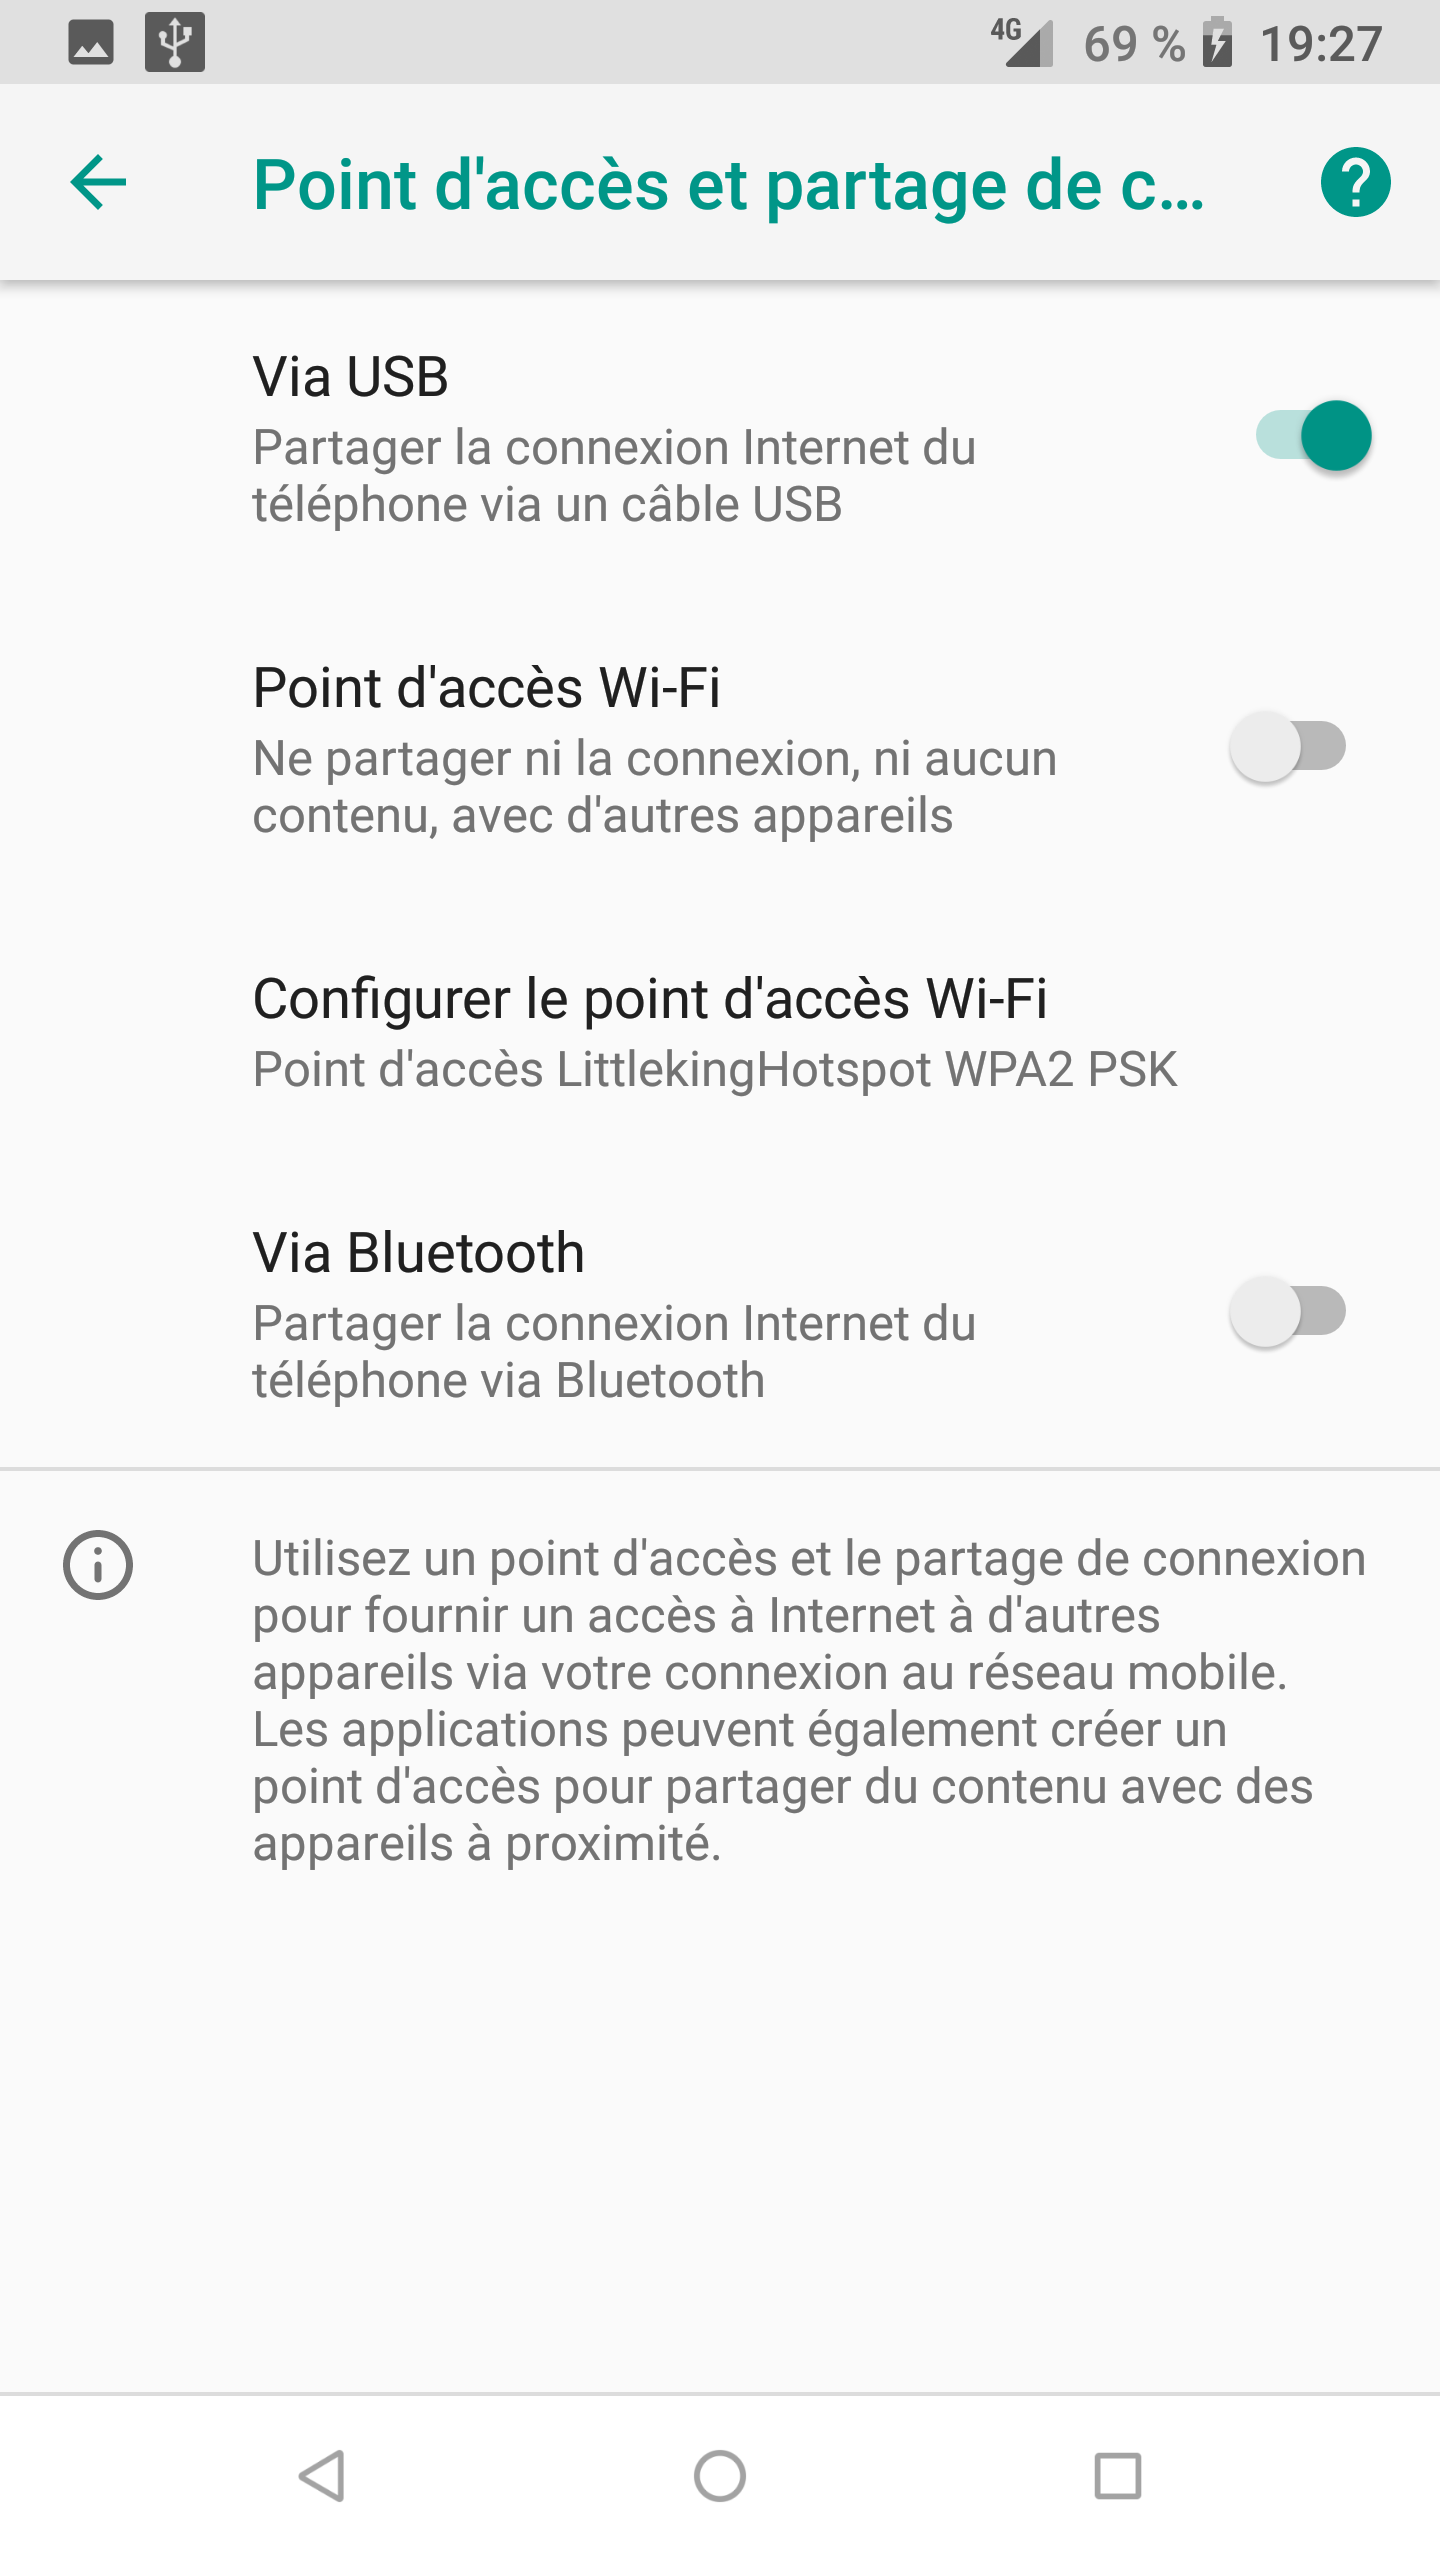 4G 69 % 19:27
Point d'accès et partage de c...
Via USB
Partager la connexion Internet du
téléphone via un câble USB
Point d'accès Wi-Fi
Ne partager ni la connexion, ni aucun
contenu, avec d'autres appareils
Configurer le point d'accès Wi-Fi
Point d'accès LittlekingHotspot WPA2 PSK
Via Bluetooth
Partager la connexion Internet du
téléphone via Bluetooth
Utilisez un point d'accès et le partage de connexion
pour fournir un accès à Internet à d'autres
appareils via votre connexion au réseau mobile.
Les applications peuvent également créer un
point d'accès pour partager du contenu avec des
appareils à proximité.